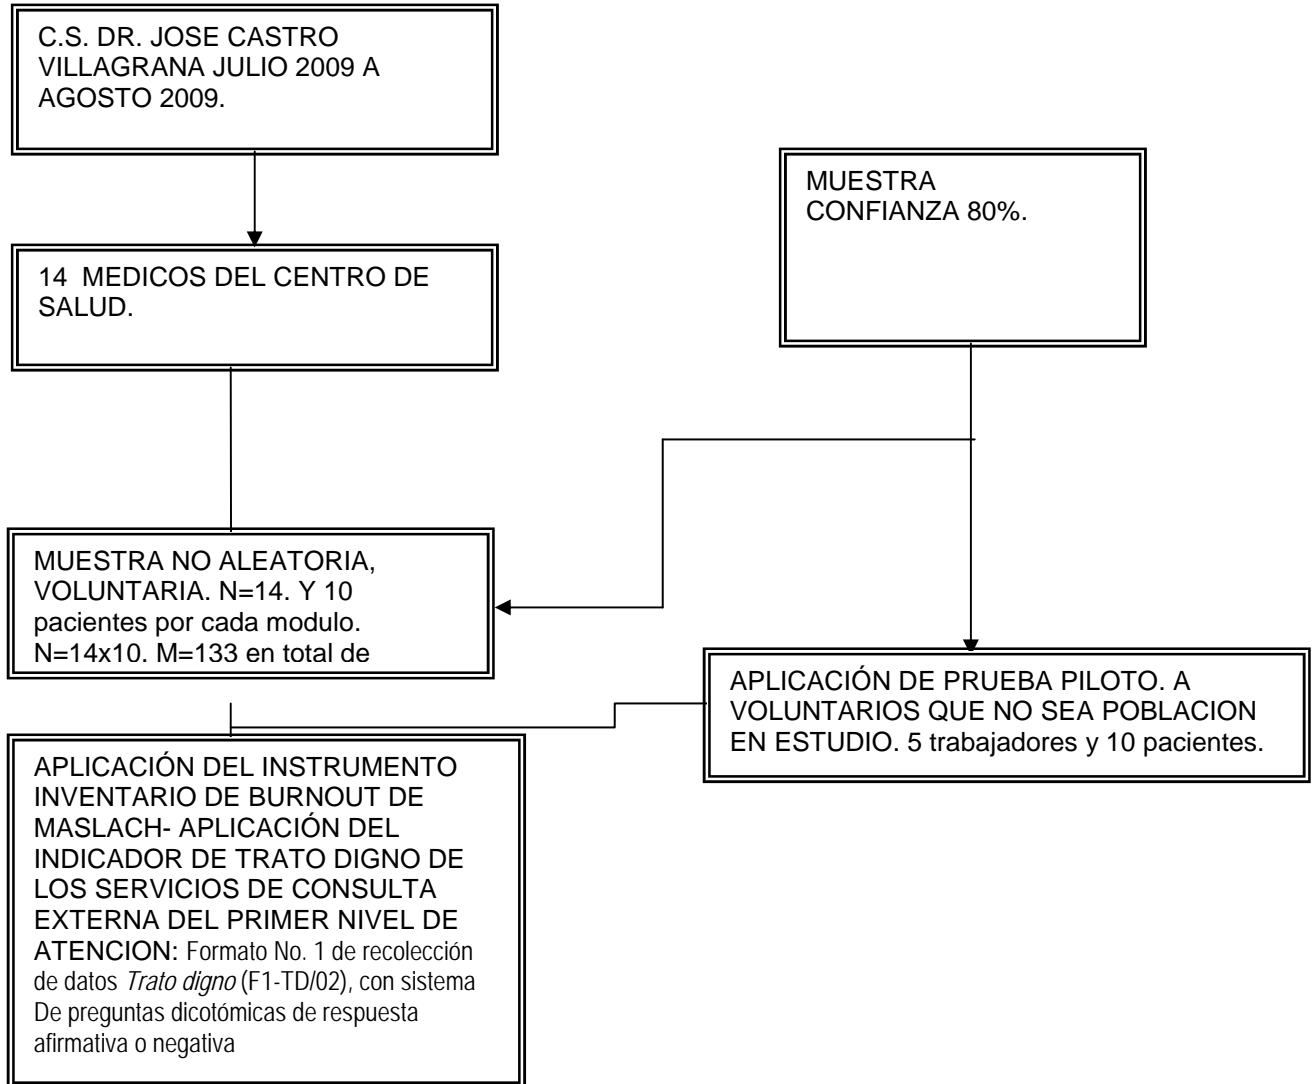 C.S. DR. JOSE CASTRO
VILLAGRANA JULIO 2009 A
AGOSTO 2009.
MUESTRA
CONFIANZA 80%.
14 MEDICOS DEL CENTRO DE
SALUD.
MUESTRA NO ALEATORIA,
VOLUNTARIA. N=14. Y 10
pacientes por cada modulo.
N=14x10. M=133 en total de
APLICACIÓN DE PRUEBA PILOTO. A
VOLUNTARIOS QUE NO SEA POBLACION
EN ESTUDIO. 5 trabajadores y 10 pacientes.
APLICACIÓN DEL INSTRUMENTO
INVENTARIO DE BURNOUT DE
MASLACH- APLICACIÓN DEL
INDICADOR DE TRATO DIGNO DE
LOS SERVICIOS DE CONSULTA
EXTERNA DEL PRIMER NIVEL DE
ATENCION: Formato No. 1 de recolección
de datos Trato digno (F1-TD/02), con sistema
De preguntas dicotómicas de respuesta
afirmativa o negativa